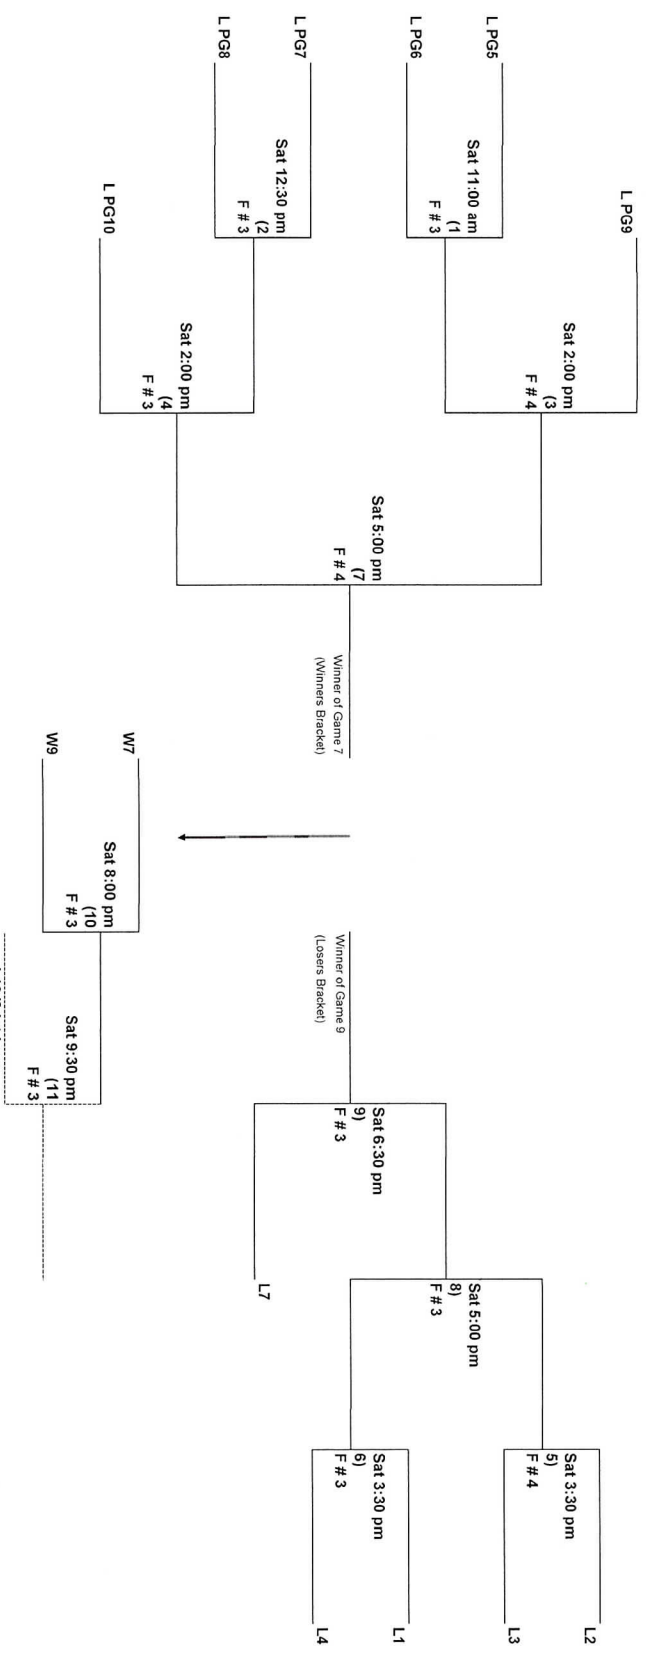 L PG9
L PG5
Sat 11:00 am
(1
F # 3
L PG6
Sat 2:00 pm
(3
F # 4
L PG7
Sat 12:30 pm
(2
F # 3
L PG8
Sat 2:00 pm
(4
F # 3
L PG10
Sat 5:00 pm
(7
F # 4
Winner of Game 7
(Winners Bracket)
W7
Sat 8:00 pm
(10
F # 3
W9
Sat 9:30 pm
(11
F # 3
Winner of Game 9
(Losers Bracket)
Sat 6:30 pm
9)
F # 3
L7
Sat 5:00 pm
8)
F # 3
L2
Sat 3:30 pm
5)
F # 4
L3
L1
Sat 3:30 pm
6)
F # 3
L4